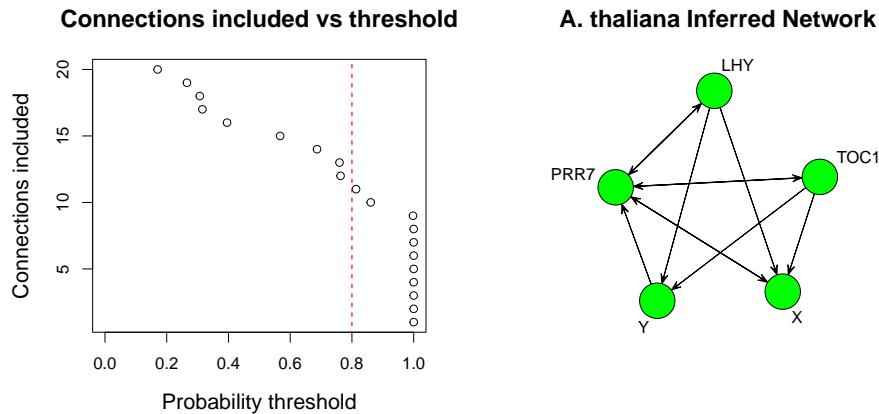 Connections included vs threshold
Connections included
20
15
10
5
0.0 0.2 0.4 0.6 0.8 1.0
Probability threshold
A. thaliana Inferred Network
LHY
TOC1
PRR7
X
Y